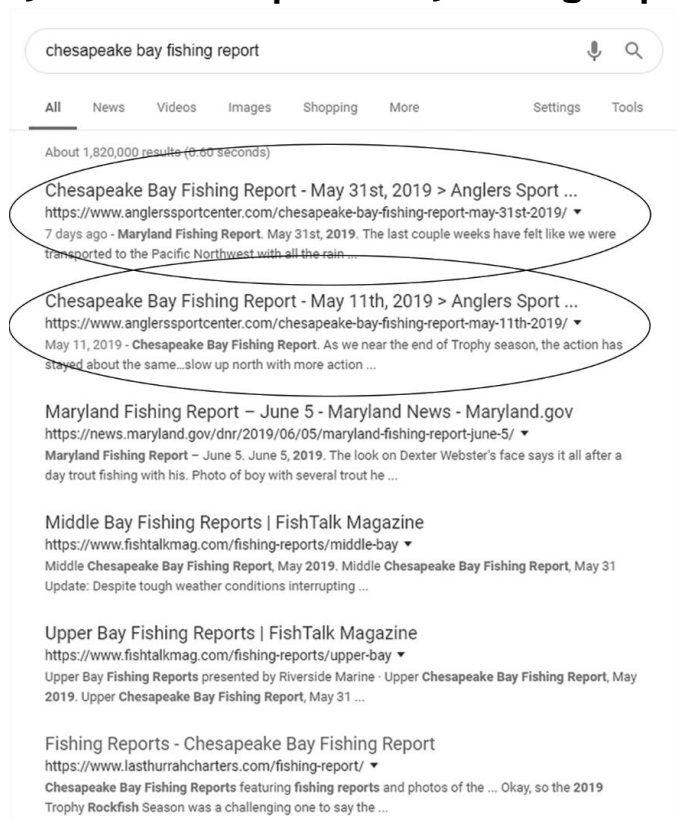 chesapeake bay fishing report
All News Videos Images Shopping More Settings Tools
About 1,820,000 results (0.60 seconds)
Chesapeake Bay Fishing Report - May 31st, 2019 > Anglers Sport ...
https://www.anglerssportcenter.com/chesapeake-bay-fishing-report-may-31st-2019/
7 days ago - Maryland Fishing Report. May 31st, 2019. The last couple weeks have felt like we were
transported to the Pacific Northwest with all the rain ...
Chesapeake Bay Fishing Report - May 11th, 2019 > Anglers Sport ...
https://www.anglerssportcenter.com/chesapeake-bay-fishing-report-may-11th-2019/
May 11, 2019 - Chesapeake Bay Fishing Report. As we near the end of Trophy season, the action has
stayed about the same...slow up north with more action ...
Maryland Fishing Report – June 5 - Maryland News - Maryland.gov
https://news.maryland.gov/dnr/2019/06/05/maryland-fishing-report-june-5/
Maryland Fishing Report – June 5. June 5, 2019. The look on Dexter Webster's face says it all after a
day trout fishing with his. Photo of boy with several trout he ...
Middle Bay Fishing Reports | FishTalk Magazine
https://www.fishtalkmag.com/fishing-reports/middle-bay
Middle Chesapeake Bay Fishing Report, May 2019. Middle Chesapeake Bay Fishing Report, May 31
Update: Despite tough weather conditions interrupting ...
Upper Bay Fishing Reports | FishTalk Magazine
https://www.fishtalkmag.com/fishing-reports/upper-bay
Upper Bay Fishing Reports presented by Riverside Marine · Upper Chesapeake Bay Fishing Report, May
2019. Upper Chesapeake Bay Fishing Report, May 31 ...
Fishing Reports - Chesapeake Bay Fishing Report
https://www.lasthurrahcharters.com/fishing-report/
Chesapeake Bay Fishing Reports featuring fishing reports and photos of the ... Okay, so the 2019
Trophy Rockfish Season was a challenging one to say the ...